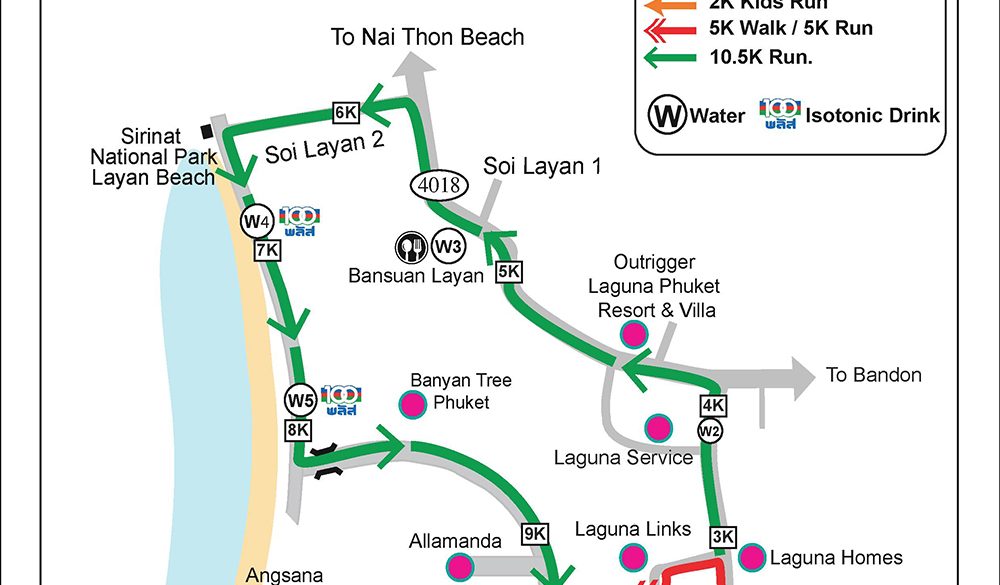 2K Kids Run
5K Walk / 5K Run
10.5K Run.
W Water
100 พลัส Isotonic Drink
To Nai Thon Beach
6K
Sirinat
National Park
Layan Beach
Soi Layan 2
4018
Soi Layan 1
W4
100 พลัส
7K
W3
Bansuan Layan
5K
Outrigger
Laguna Phuket
Resort & Villa
To Bandon
Banyan Tree
Phuket
W5
100 พลัส
8K
4K
W2
Laguna Service
9K
Laguna Links
3K
Allamanda
Laguna Homes
Angsana